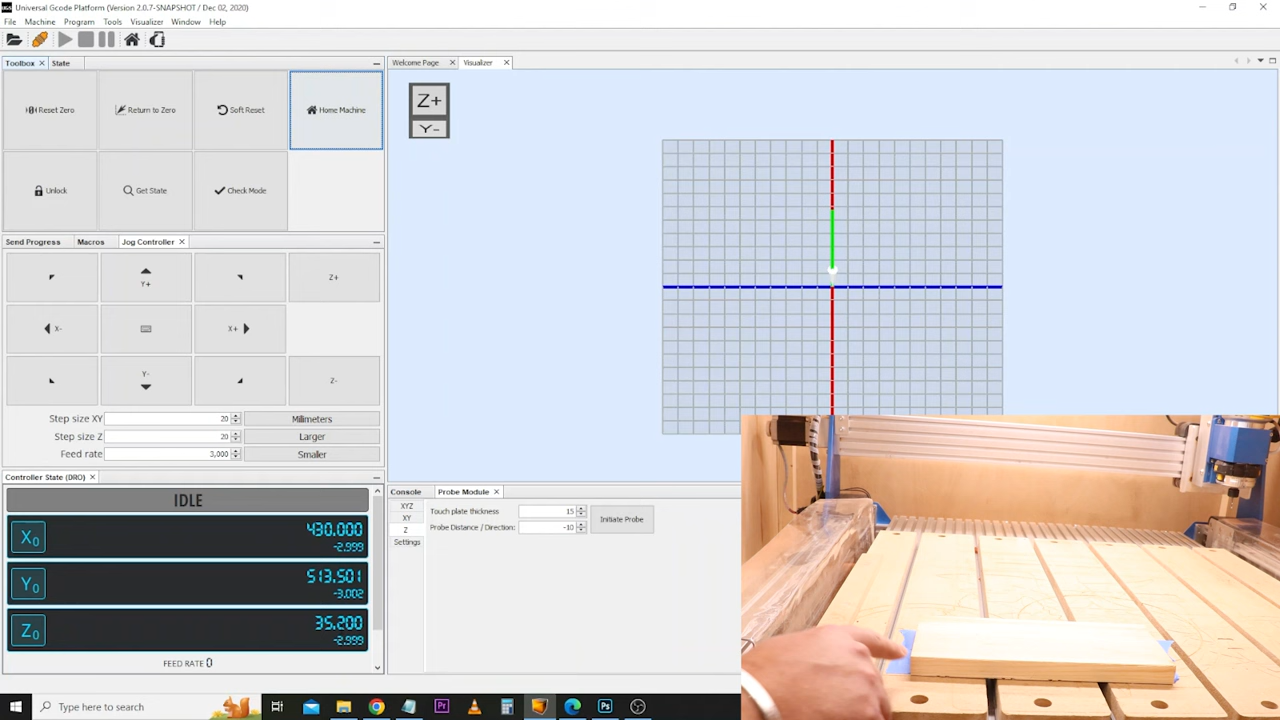 Universal Gcode Platform (Version 2.0.7-SNAPSHOT / Dec 02, 2020)
File Machine Program Tools Visualizer Window Help
Toolbox State
Reset Zero Return to Zero Soft Reset Home Machine
Unlock Get State Check Mode
Send Progress Macros Jog Controller
Y+ Z+
X- X+
Y- Z-
Step size XY 20 Milimeters
Step size Z 20 Larger
Feed rate 3,000 Smaller
Controller State (DRO)
IDLE
X0 430.000
-2.999
Y0 513.501
-3.002
Z0 35.200
-2.999
FEED RATE 0
Welcome Page Visualizer
Z+
Y-
Console Probe Module
XYZ
XY
Z
Settings
Touch plate thickness 15
Probe Distance / Direction: -10
Initiate Probe
Type here to search